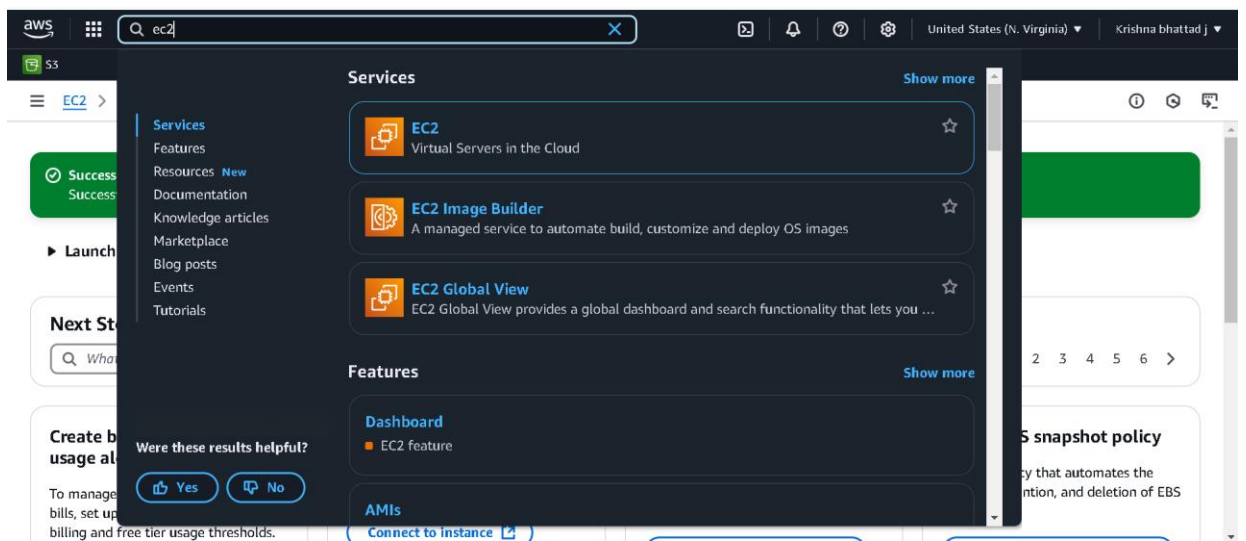 aws
ec2
United States (N. Virginia) ▼
Krishna bhattad j ▼
S3
EC2 >
Services
Show more
Services
Features
Resources New
Documentation
Knowledge articles
Marketplace
Blog posts
Events
Tutorials
EC2
Virtual Servers in the Cloud
EC2 Image Builder
A managed service to automate build, customize and deploy OS images
EC2 Global View
EC2 Global View provides a global dashboard and search functionality that lets you ...
Features
Show more
Dashboard
EC2 feature
AMIs
Were these results helpful?
Yes
No
Success
Success
Launch
Next St
What
2 3 4 5 6 >
Create b
usage al
To manage
bills, set up
billing and free tier usage thresholds.
Connect to instance
S snapshot policy
cy that automates the
ntion, and deletion of EBS